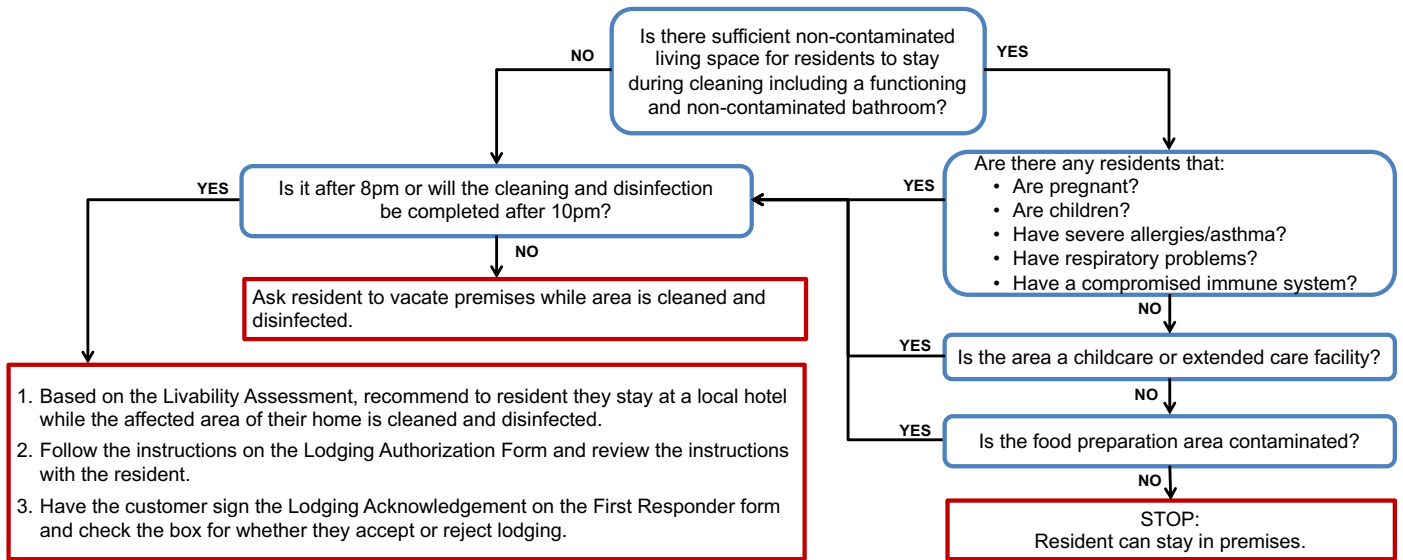 Is there sufficient non-contaminated
living space for residents to stay
during cleaning including a functioning
and non-contaminated bathroom?
NO
YES
Is it after 8pm or will the cleaning and disinfection
be completed after 10pm?
YES
NO
Ask resident to vacate premises while area is cleaned and
disinfected.
1. Based on the Livability Assessment, recommend to resident they stay at a local hotel
while the affected area of their home is cleaned and disinfected.
2. Follow the instructions on the Lodging Authorization Form and review the instructions
with the resident.
3. Have the customer sign the Lodging Acknowledgement on the First Responder form
and check the box for whether they accept or reject lodging.
Are there any residents that:
• Are pregnant?
• Are children?
• Have severe allergies/asthma?
• Have respiratory problems?
• Have a compromised immune system?
YES
NO
Is the area a childcare or extended care facility?
YES
NO
Is the food preparation area contaminated?
YES
NO
STOP:
Resident can stay in premises.